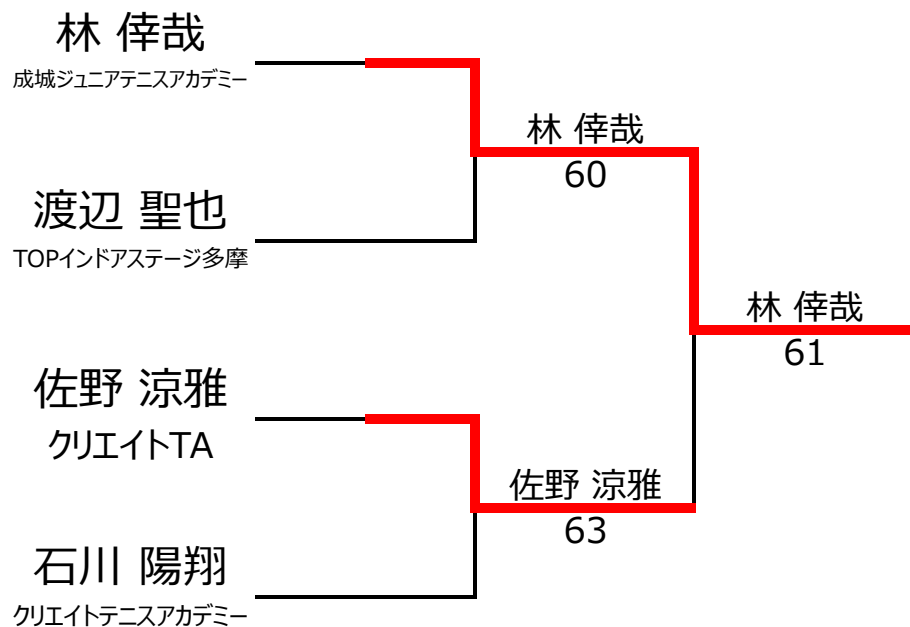 林 倖哉
成城ジュニアテニスアカデミー
林 倖哉
60
渡辺 聖也
TOPインドアステージ多摩
林 倖哉
61
佐野 涼雅
クリエイトTA
佐野 涼雅
63
石川 陽翔
クリエイトテニスアカデミー